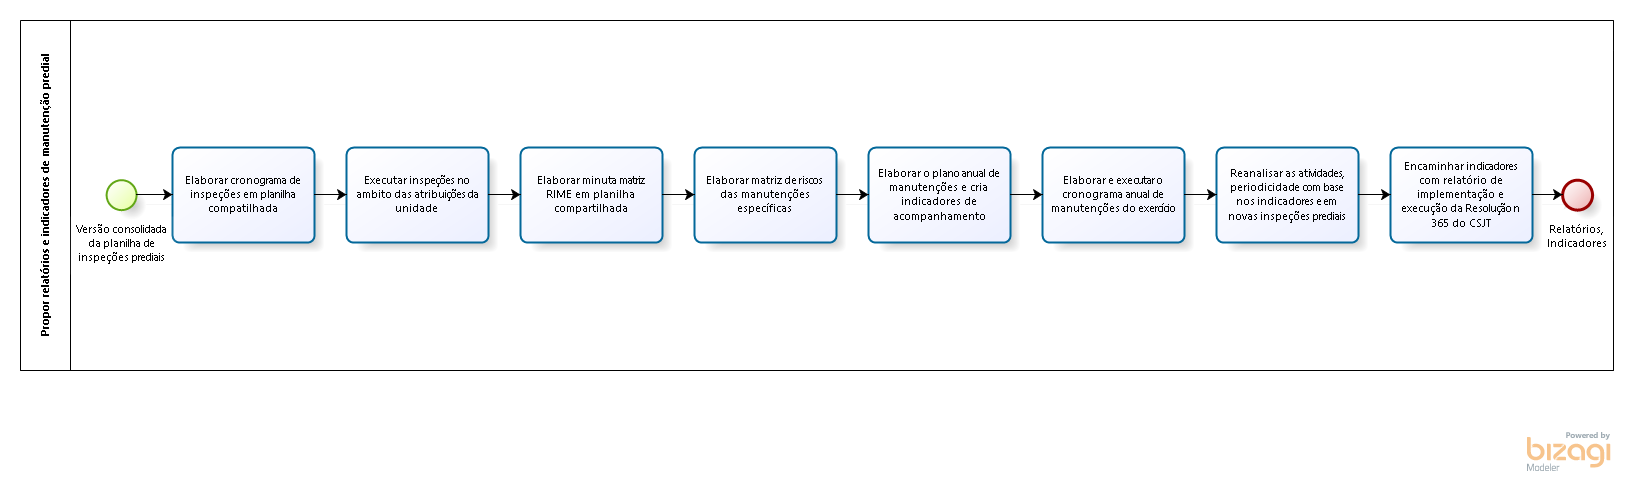 Propor relatórios e indicadores de manutenção predial
Versão consolidada
da planilha de
inspeções prediais
Elaborar cronograma de
inspeções em planilha
compatilhada
Executar inspeções no
ambito das atribuições da
unidade
Elaborar minuta matriz
RIME em planilha
compartilhada
Elaborar matriz de riscos
das manutenções
específicas
Elaborar o plano anual de
manutenções e cria
indicadores de
acompanhamento
Elaborar e executar o
cronograma anual de
manutenções do exercício
Reanalisar as atividades,
periodicidade com base
nos indicadores e em
novas inspeções prediais
Encaminhar indicadores
com relatório de
implementação e
execução da Resolução n
365 do CSJT
Relatórios,
Indicadores
Powered by
bizagi
Modeler